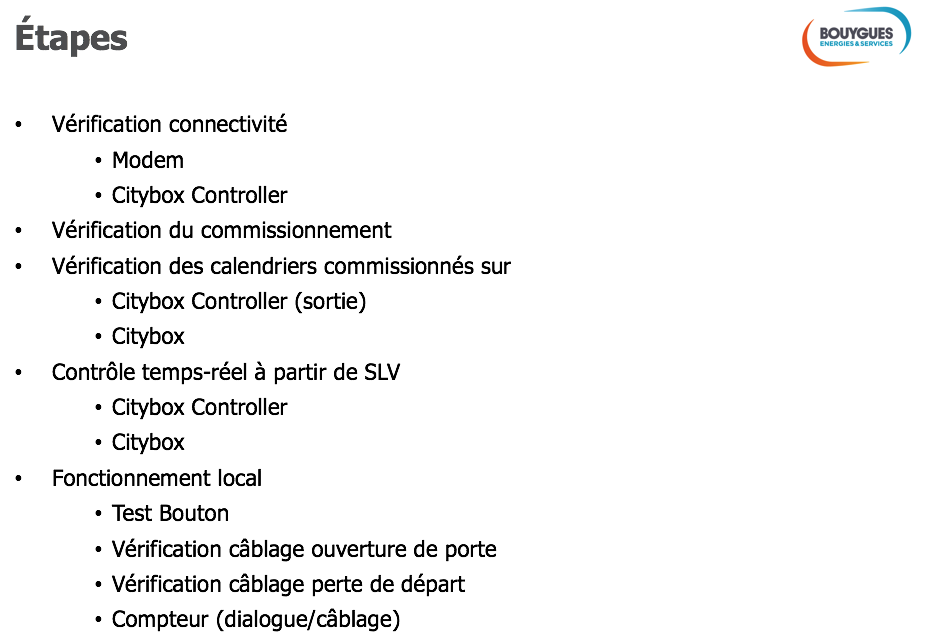 Étapes
BOUYGUES
ENERGIES & SERVICES
• Vérification connectivité
• Modem
• Citybox Controller
• Vérification du commissionnement
• Vérification des calendriers commissionnés sur
• Citybox Controller (sortie)
• Citybox
• Contrôle temps-réel à partir de SLV
• Citybox Controller
• Citybox
• Fonctionnement local
• Test Bouton
• Vérification câblage ouverture de porte
• Vérification câblage perte de départ
• Compteur (dialogue/câblage)